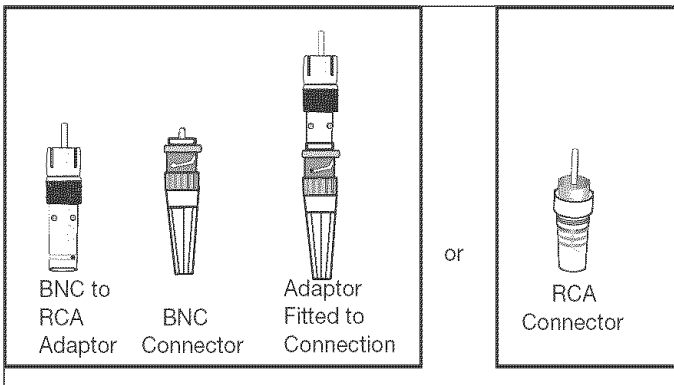 BNC to
RCA
Adaptor
BNC
Connector
Adaptor
Fitted to
Connection
or
RCA
Connector